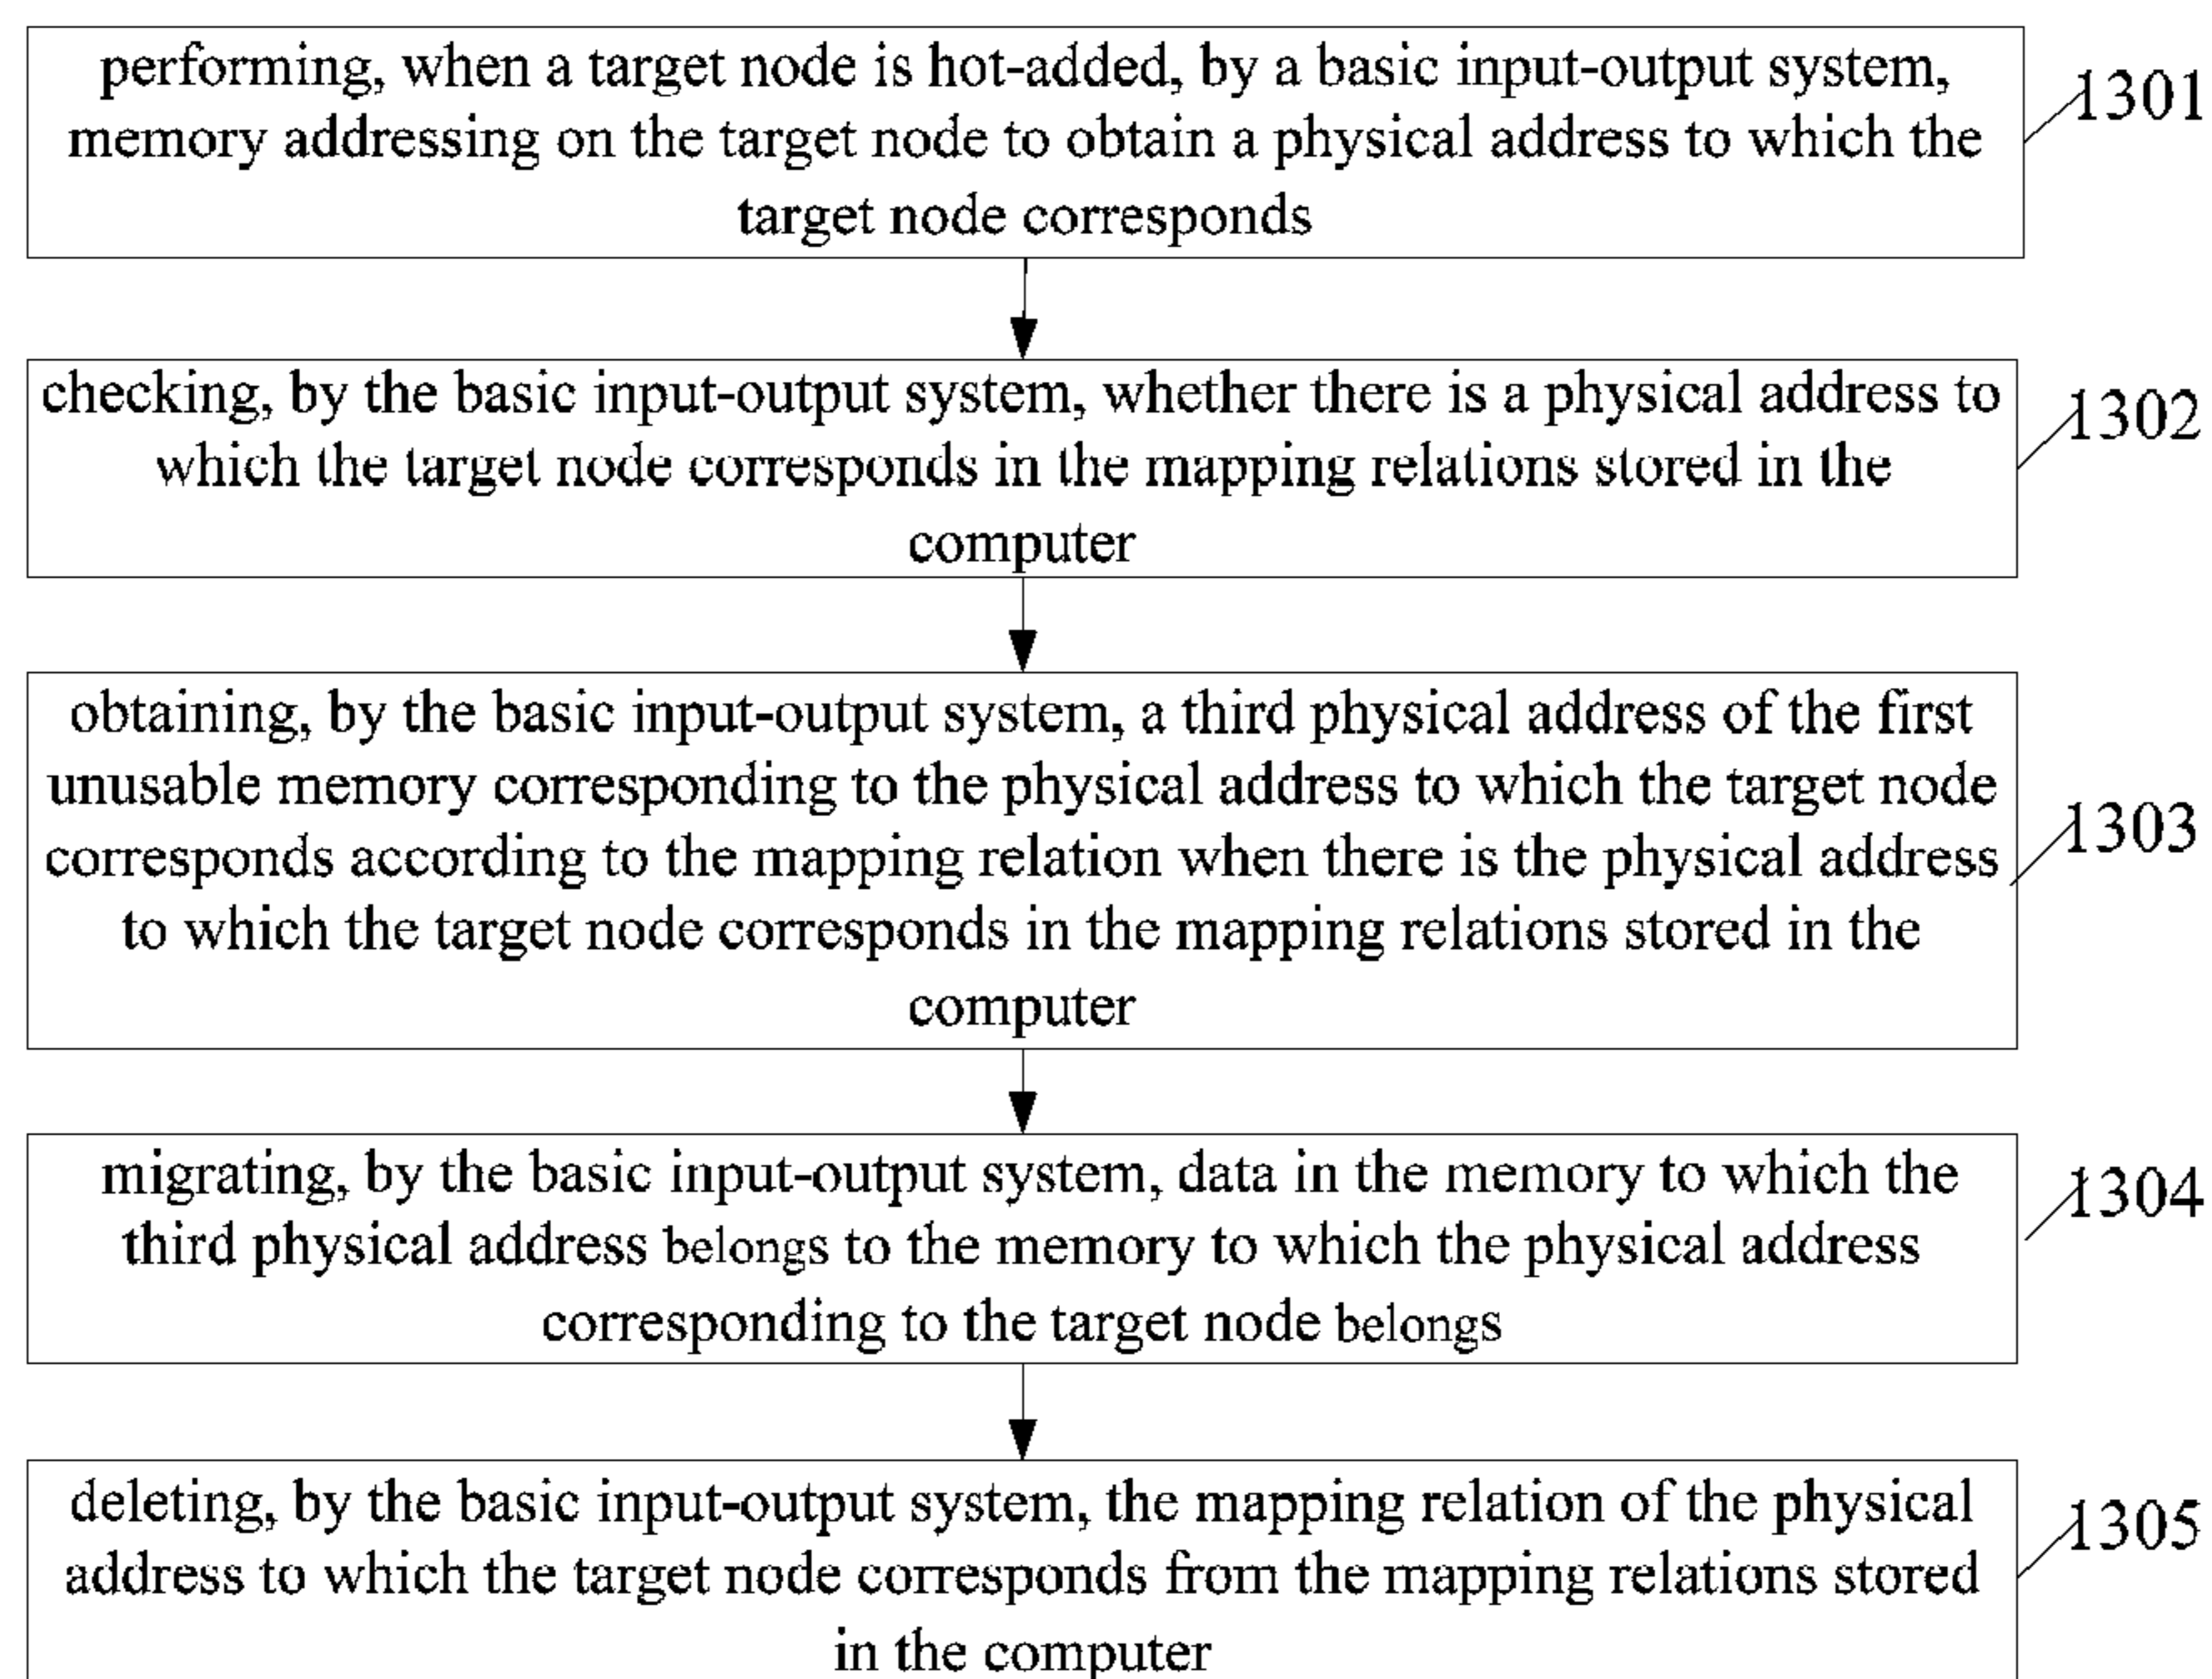 performing, when a target node is hot-added, by a basic input-output system,
memory addressing on the target node to obtain a physical address to which the
target node corresponds
1301
checking, by the basic input-output system, whether there is a physical address to
which the target node corresponds in the mapping relations stored in the
computer
1302
obtaining, by the basic input-output system, a third physical address of the first
unusable memory corresponding to the physical address to which the target node
corresponds according to the mapping relation when there is the physical address
to which the target node corresponds in the mapping relations stored in the
computer
1303
migrating, by the basic input-output system, data in the memory to which the
third physical address belongs to the memory to which the physical address
corresponding to the target node belongs
1304
deleting, by the basic input-output system, the mapping relation of the physical
address to which the target node corresponds from the mapping relations stored
in the computer
1305